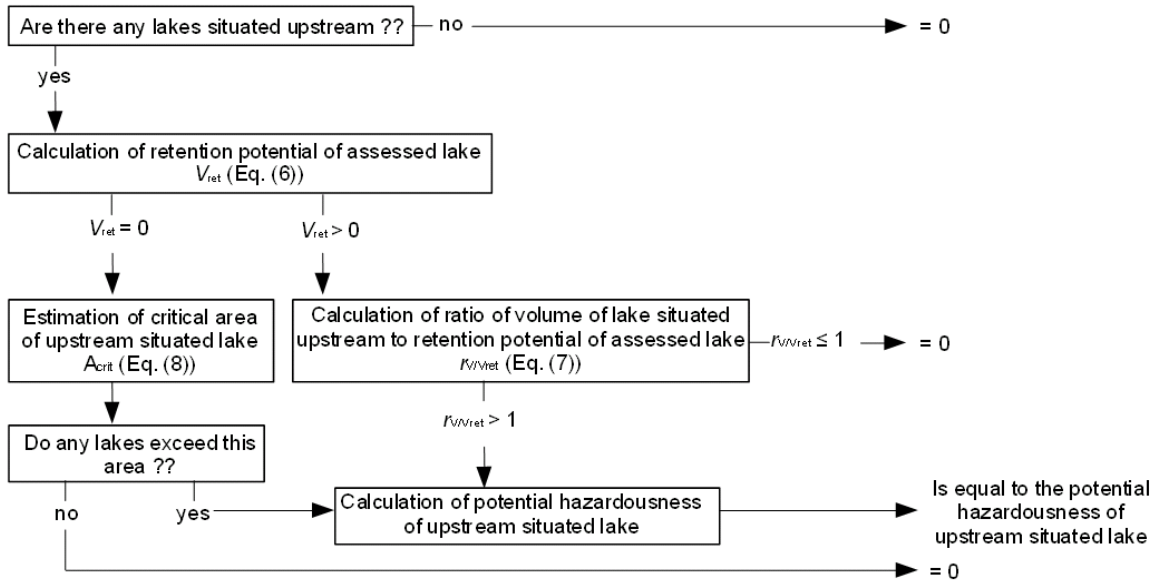 Are there any lakes situated upstream ??
no
= 0
yes
Calculation of retention potential of assessed lake
Vret (Eq. (6))
Vret = 0
Vret > 0
Estimation of critical area
of upstream situated lake
Acrit (Eq. (8))
Calculation of ratio of volume of lake situated
upstream to retention potential of assessed lake
rV/Vret (Eq. (7))
rV/Vret ≤ 1
= 0
rV/Vret > 1
Do any lakes exceed this
area ??
no
yes
Calculation of potential hazardousness
of upstream situated lake
Is equal to the potential
hazardousness of
upstream situated lake
= 0